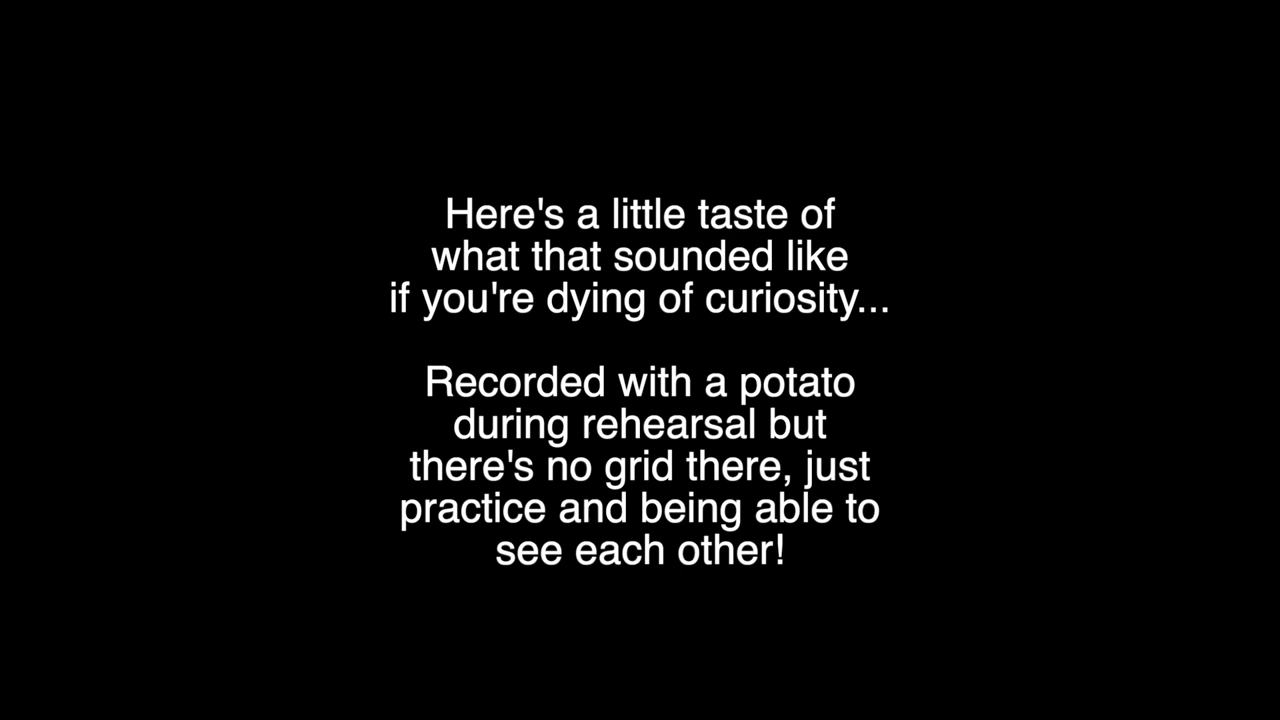 Here's a little taste of
what that sounded like
if you're dying of curiosity...
Recorded with a potato
during rehearsal but
there's no grid there, just
practice and being able to
see each other!